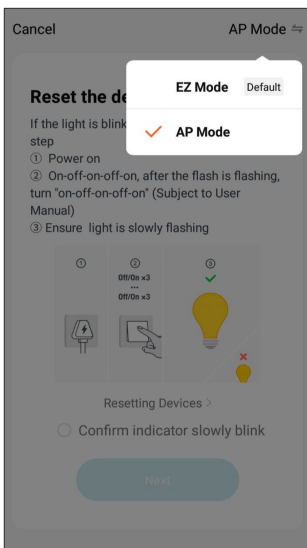 Cancel
AP Mode
EZ Mode Default
AP Mode
Reset the de
If the light is blink
step
① Power on
② On-off-on-off-on, after the flash is flashing,
turn "on-off-on-off-on" (Subject to User
Manual)
③ Ensure light is slowly flashing
① ② ③
Off/On ×3
...
Off/On ×3
Resetting Devices >
Confirm indicator slowly blink
Next